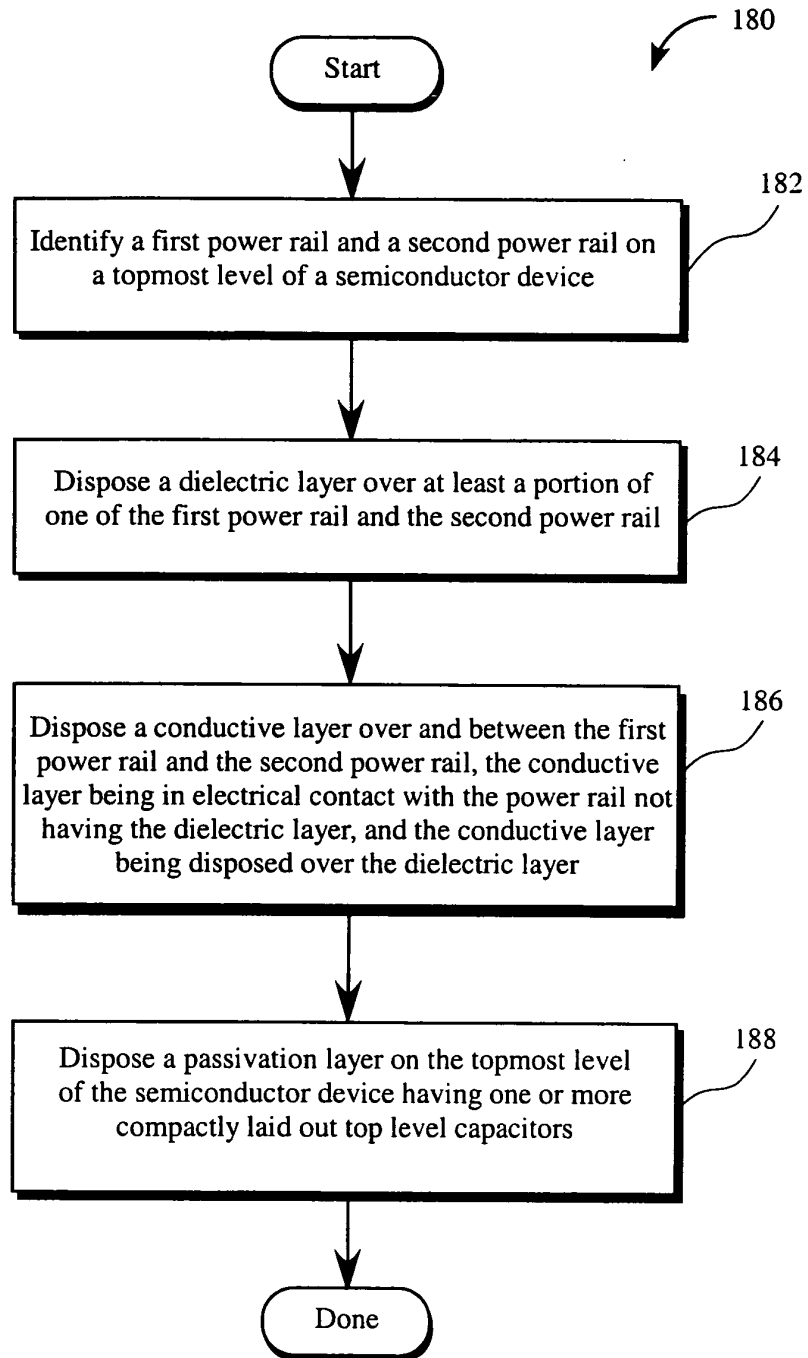 180
Start
182
Identify a first power rail and a second power rail on
a topmost level of a semiconductor device
184
Dispose a dielectric layer over at least a portion of
one of the first power rail and the second power rail
186
Dispose a conductive layer over and between the first
power rail and the second power rail, the conductive
layer being in electrical contact with the power rail not
having the dielectric layer, and the conductive layer
being disposed over the dielectric layer
188
Dispose a passivation layer on the topmost level
of the semiconductor device having one or more
compactly laid out top level capacitors
Done